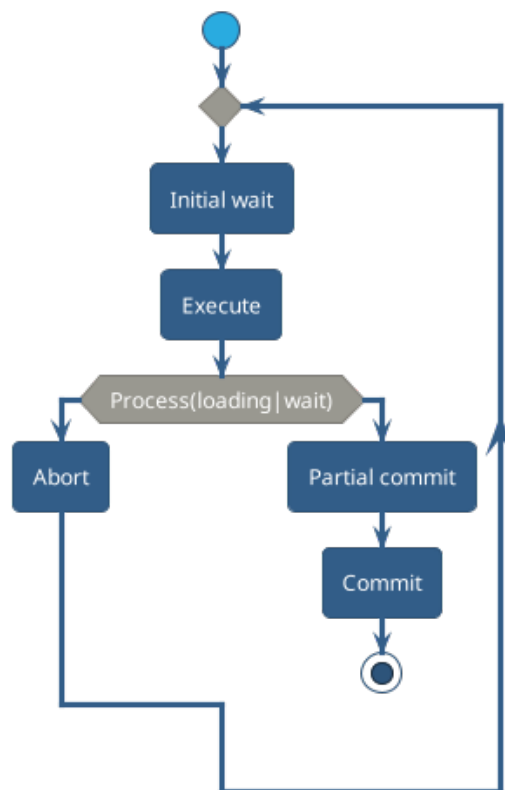 Initial wait
Execute
Process(loading|wait)
Abort
Partial commit
Commit